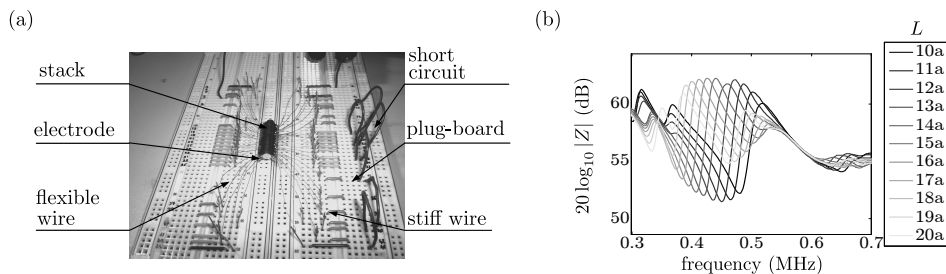 (a)
stack
electrode
flexible
wire
short
circuit
plug-board
stiff wire
(b)
20 log10 |Z| (dB)
60
55
50
0.3 0.4 0.5 0.6 0.7
frequency (MHz)
L
10a
11a
12a
13a
14a
15a
16a
17a
18a
19a
20a